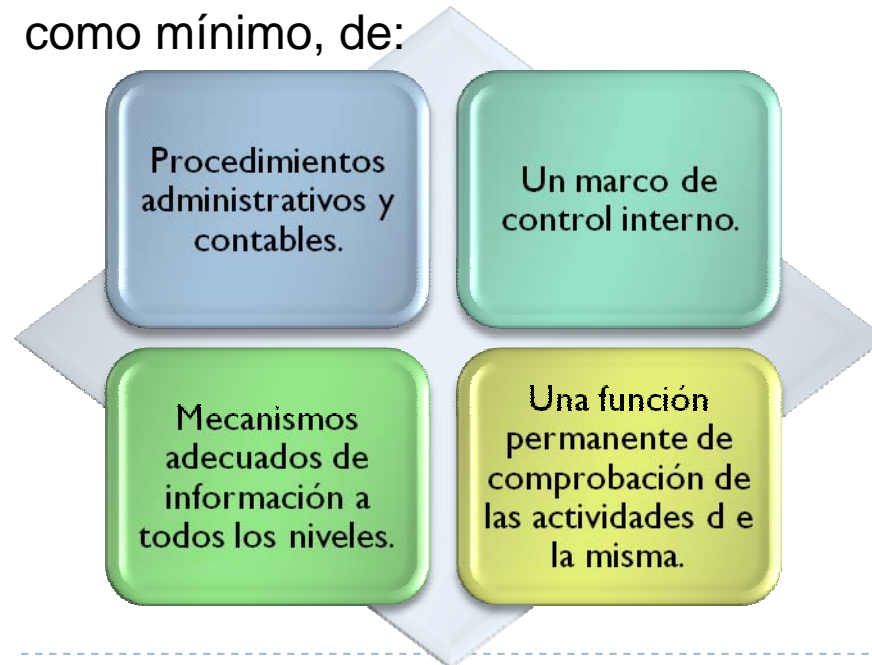 como mínimo, de:
Procedimientos
administrativos y
contables.
Un marco de
control interno.
Mecanismos
adecuados de
información a
todos los niveles.
Una función
permanente de
comprobación de
las actividades d e
la misma.